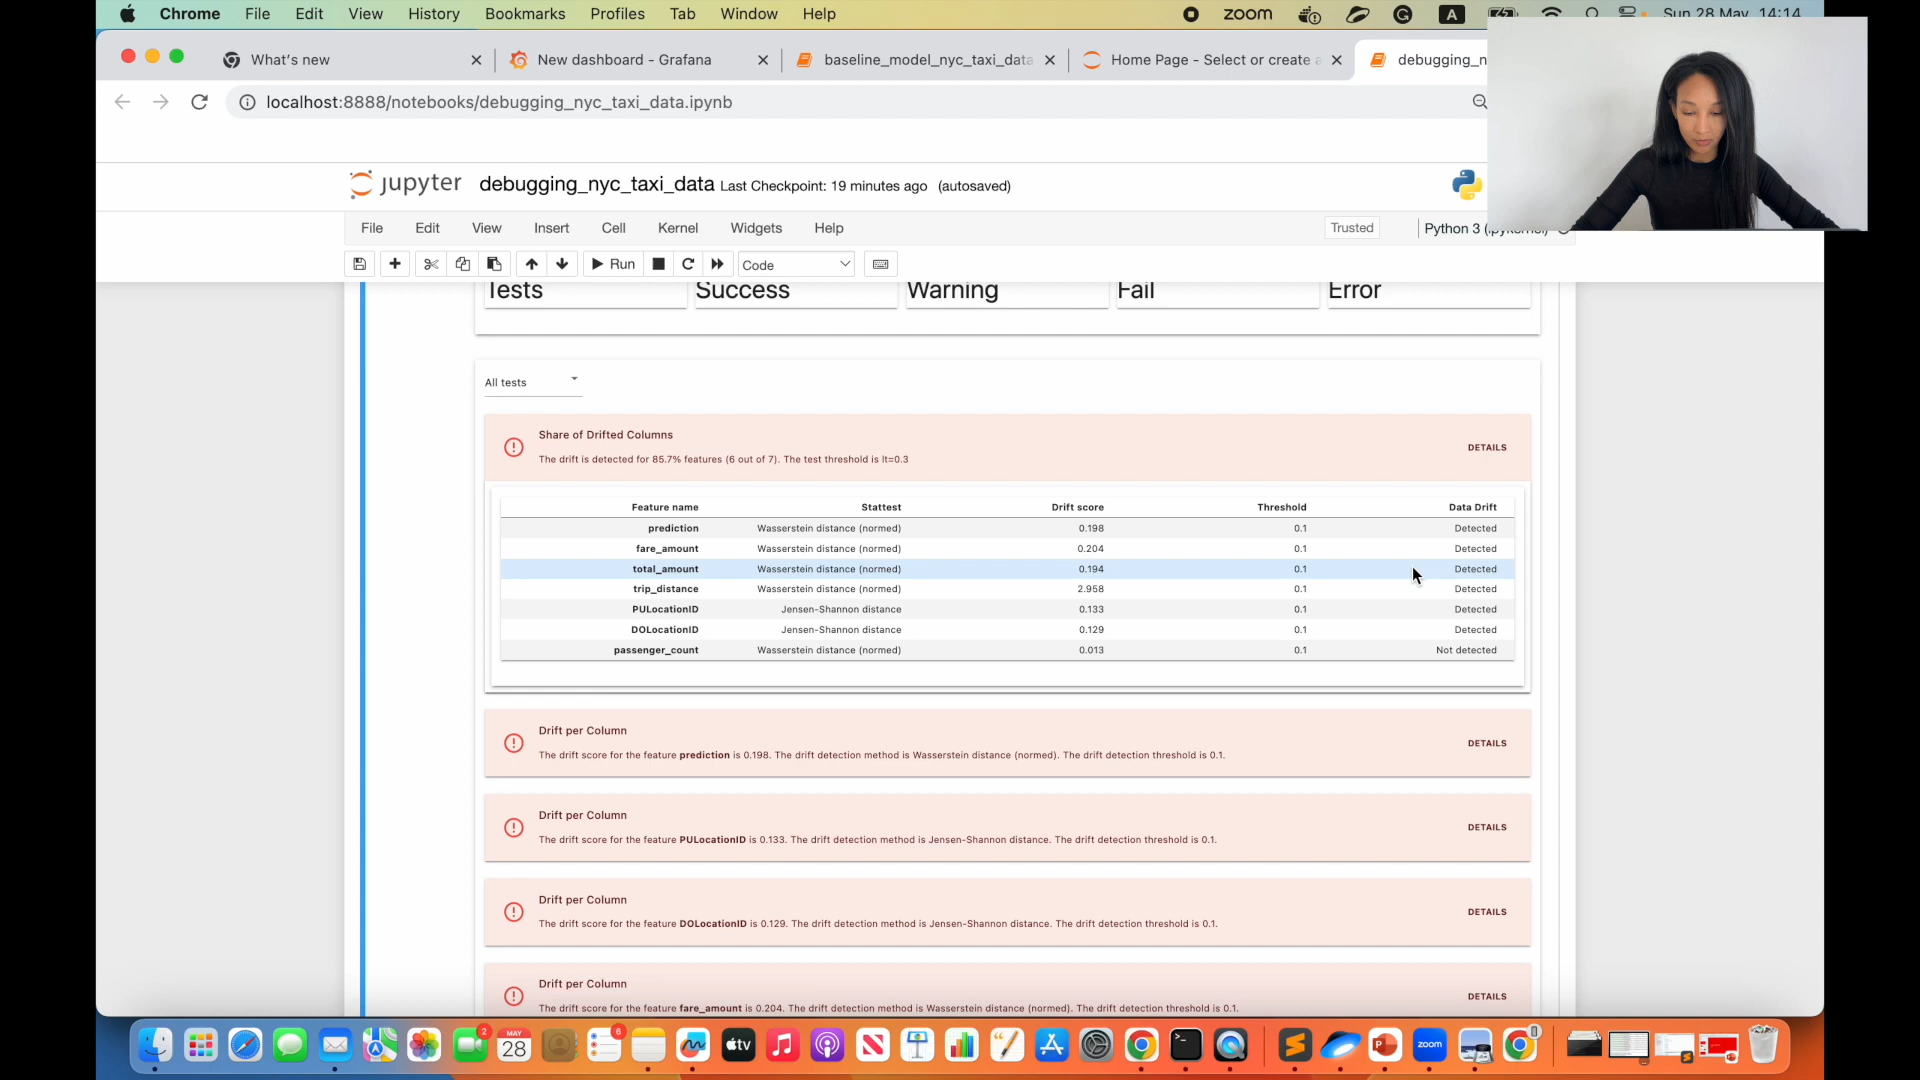 Chrome File Edit View History Bookmarks Profiles Tab Window Help zoom A Sun 28 May 14:14
What's new New dashboard - Grafana baseline_model_nyc_taxi_data Home Page - Select or create a debugging_n
localhost:8888/notebooks/debugging_nyc_taxi_data.ipynb
jupyter debugging_nyc_taxi_data Last Checkpoint: 19 minutes ago (autosaved)
File Edit View Insert Cell Kernel Widgets Help Trusted Python 3 (ipykernel)
Run Code
Tests Success Warning Fail Error
All tests
Share of Drifted Columns
The drift is detected for 85.7% features (6 out of 7). The test threshold is lt=0.3
DETAILS
Feature name Stattest Drift score Threshold Data Drift
prediction Wasserstein distance (normed) 0.198 0.1 Detected
fare_amount Wasserstein distance (normed) 0.204 0.1 Detected
total_amount Wasserstein distance (normed) 0.194 0.1 Detected
trip_distance Wasserstein distance (normed) 2.958 0.1 Detected
PULocationID Jensen-Shannon distance 0.133 0.1 Detected
DOLocationID Jensen-Shannon distance 0.129 0.1 Detected
passenger_count Wasserstein distance (normed) 0.013 0.1 Not detected
Drift per Column
The drift score for the feature prediction is 0.198. The drift detection method is Wasserstein distance (normed). The drift detection threshold is 0.1.
DETAILS
Drift per Column
The drift score for the feature PULocationID is 0.133. The drift detection method is Jensen-Shannon distance. The drift detection threshold is 0.1.
DETAILS
Drift per Column
The drift score for the feature DOLocationID is 0.129. The drift detection method is Jensen-Shannon distance. The drift detection threshold is 0.1.
DETAILS
Drift per Column
The drift score for the feature fare_amount is 0.204. The drift detection method is Wasserstein distance (normed). The drift detection threshold is 0.1.
DETAILS
2 MAY 28 6 tv zoom